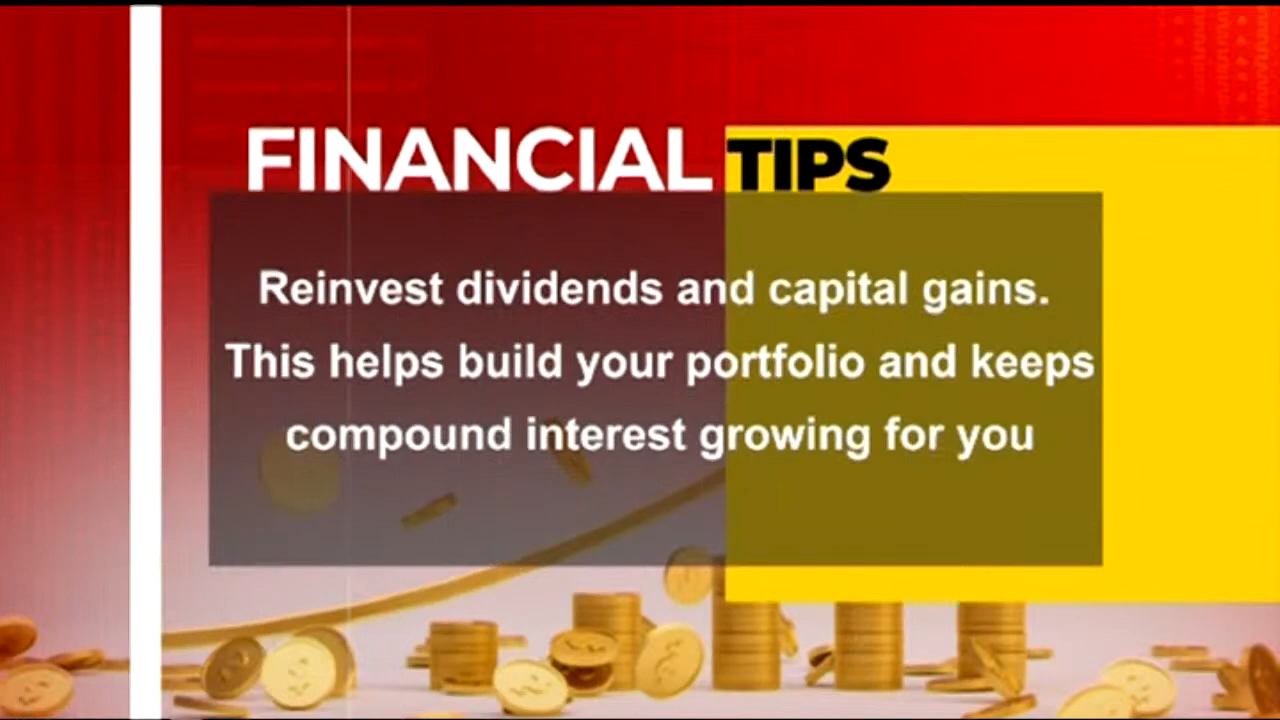 FINANCIAL TIPS
Reinvest dividends and capital gains.
This helps build your portfolio and keeps
compound interest growing for you